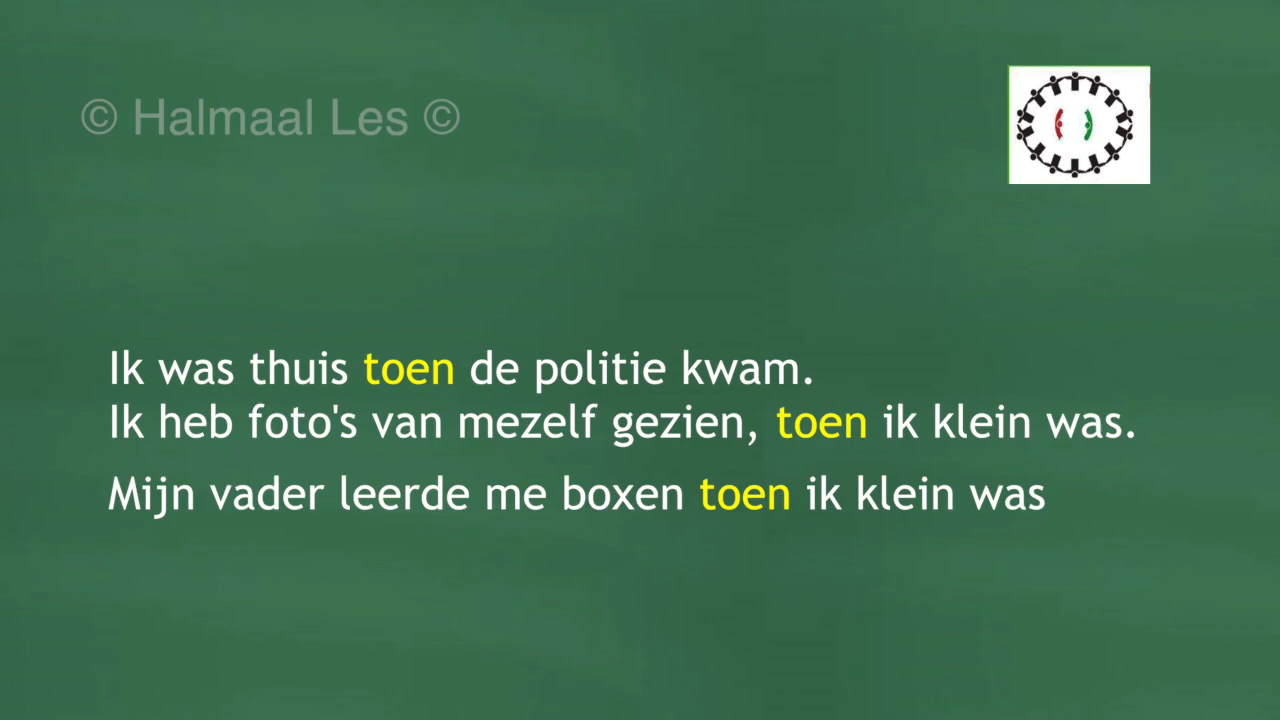 © Halmaal Les ©
Ik was thuis toen de politie kwam.
Ik heb foto's van mezelf gezien, toen ik klein was.
Mijn vader leerde me boxen toen ik klein was